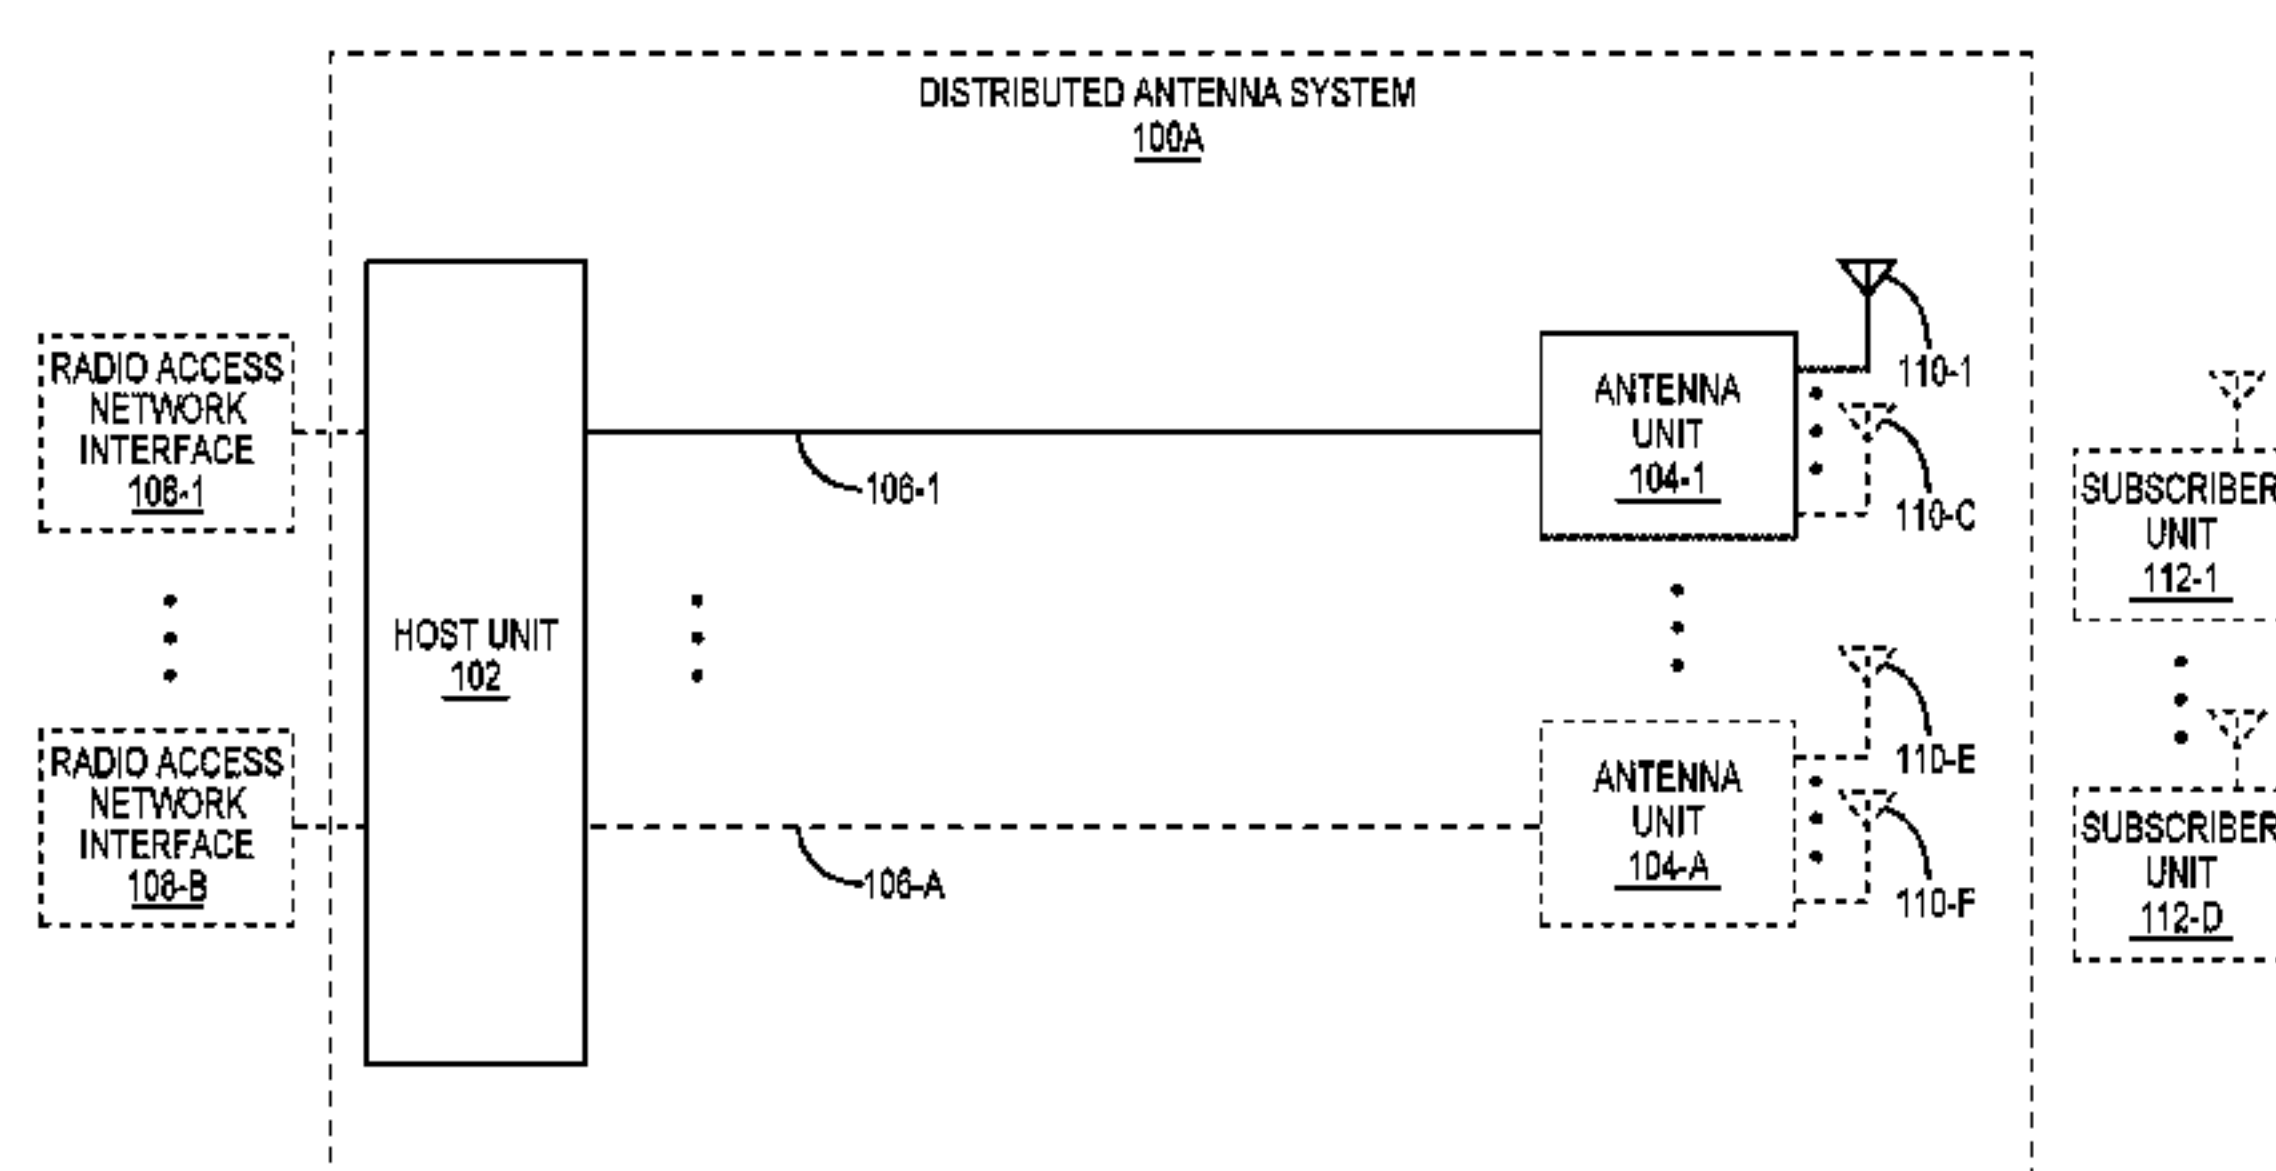 DISTRIBUTED ANTENNA SYSTEM
100A
RADIO ACCESS
NETWORK
INTERFACE
108-1
HOST UNIT
102
106-1
ANTENNA
UNIT
104-1
110-1
110-C
SUBSCRIBER
UNIT
112-1
RADIO ACCESS
NETWORK
INTERFACE
108-B
106-A
ANTENNA
UNIT
104-A
110-E
110-F
SUBSCRIBER
UNIT
112-D